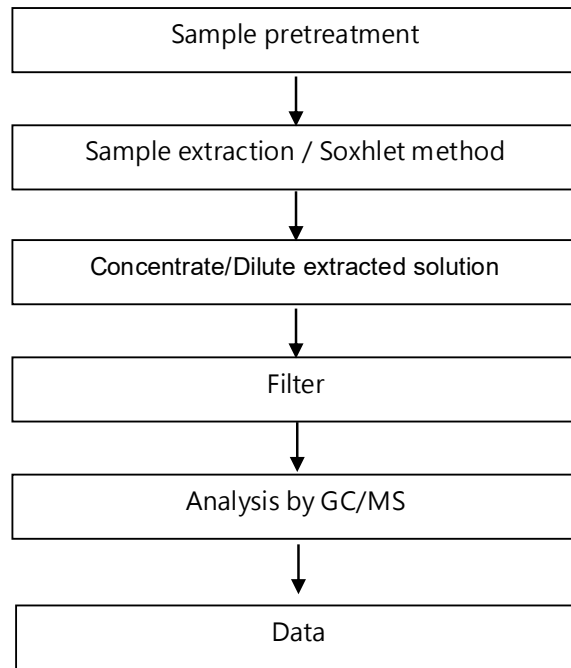 Sample pretreatment
Sample extraction / Soxhlet method
Concentrate/Dilute extracted solution
Filter
Analysis by GC/MS
Data